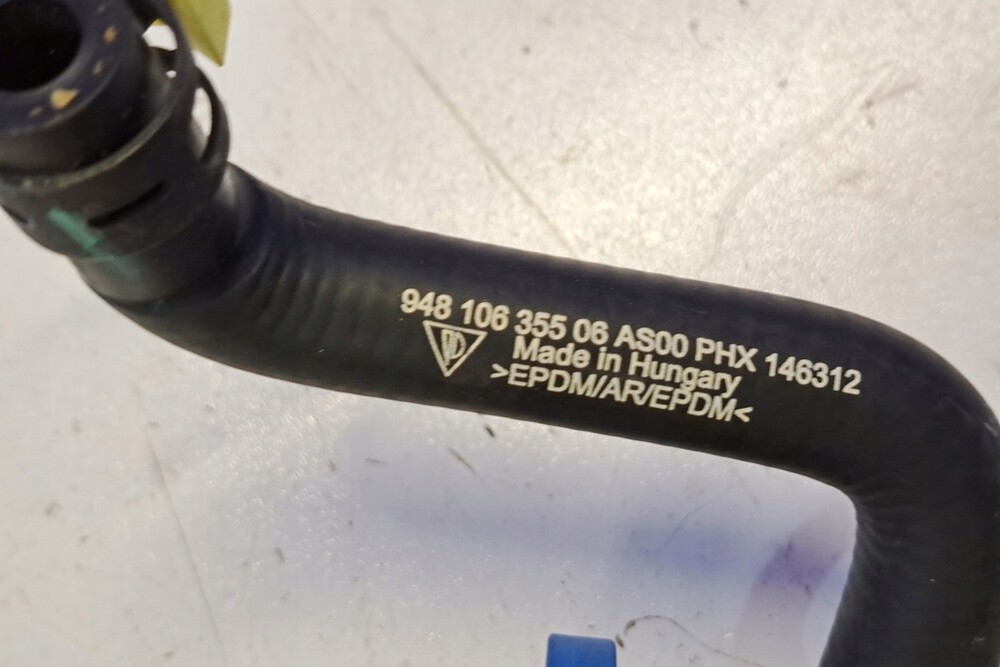 948 106 355 06 AS00 PHX 146312
Made in Hungary
>EPDM/AR/EPDM<